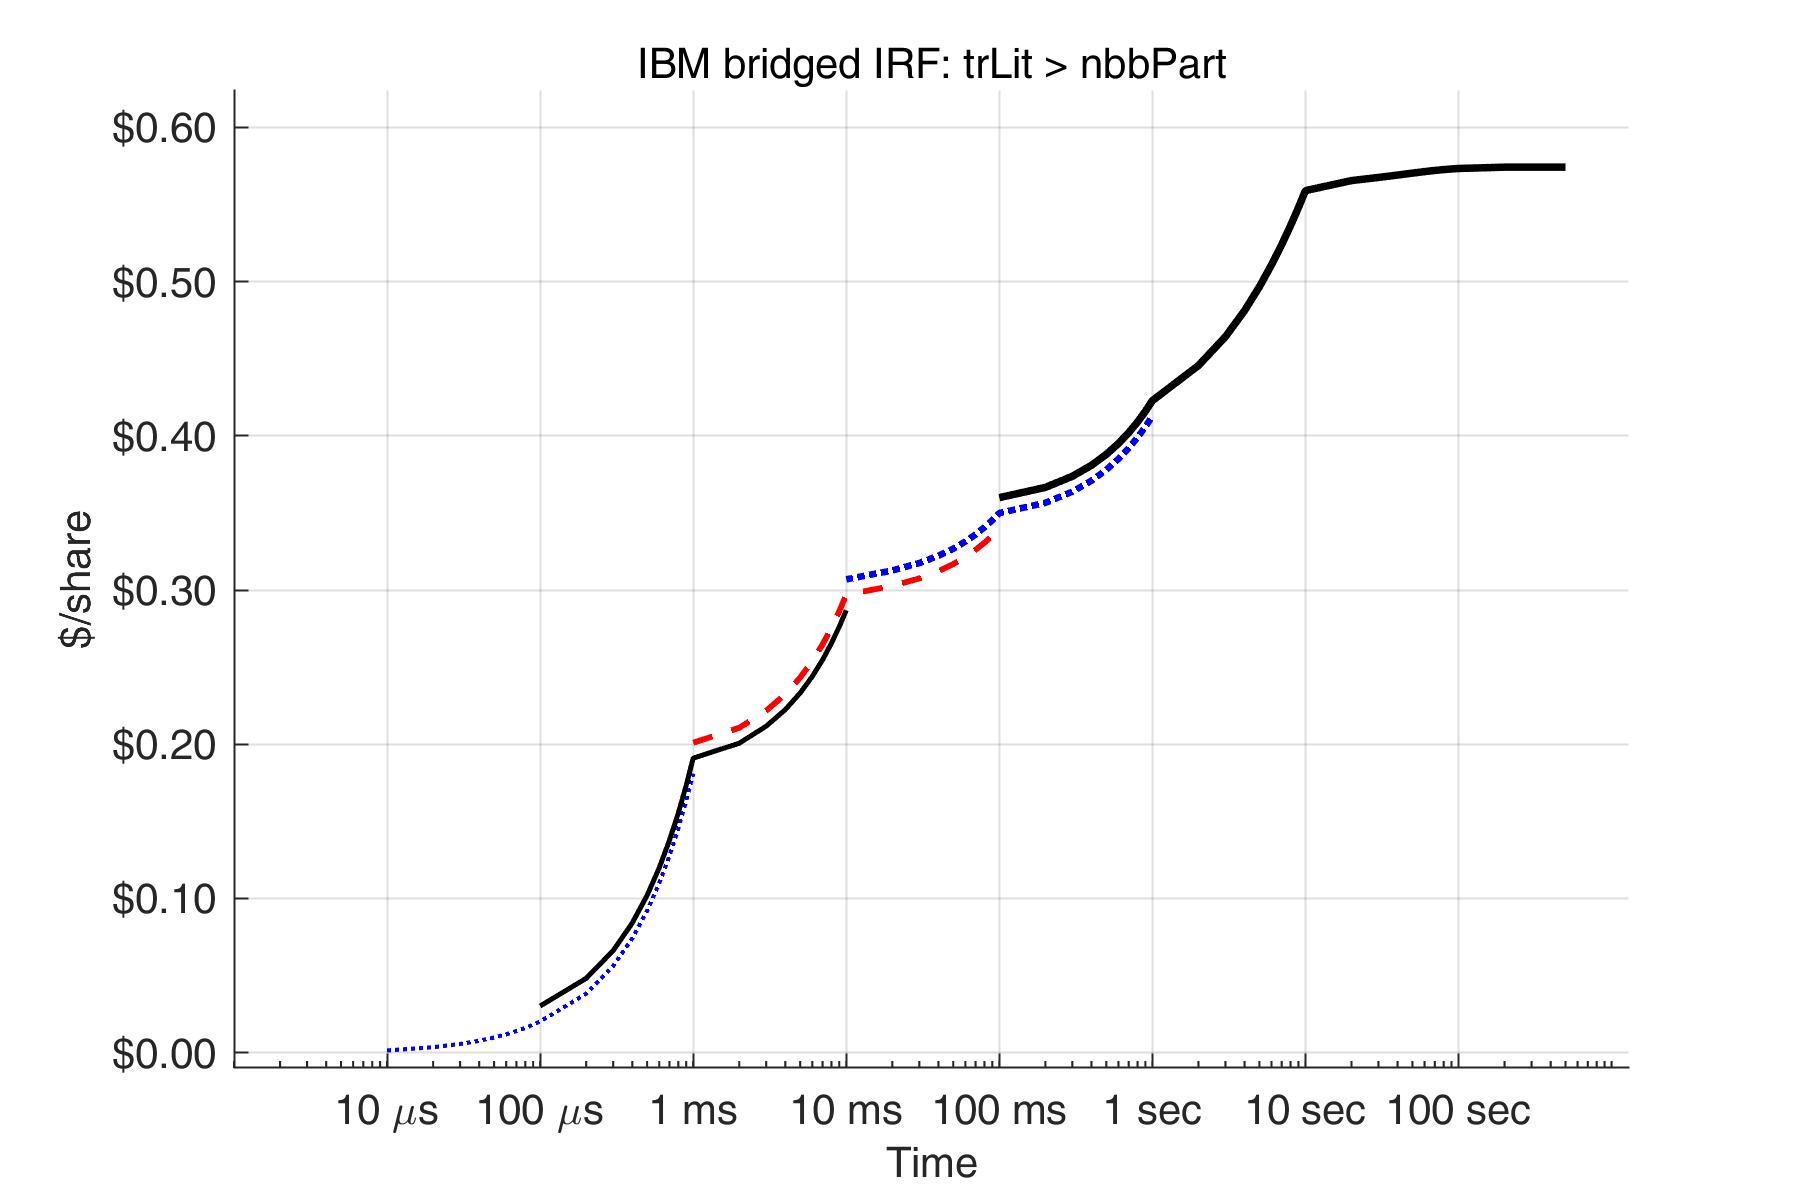 IBM bridged IRF: trLit > nbbPart
$0.60
$0.50
$0.40
$0.30
$0.20
$0.10
$0.00
$/share
10 μs 100 μs 1 ms 10 ms 100 ms 1 sec 10 sec 100 sec
Time